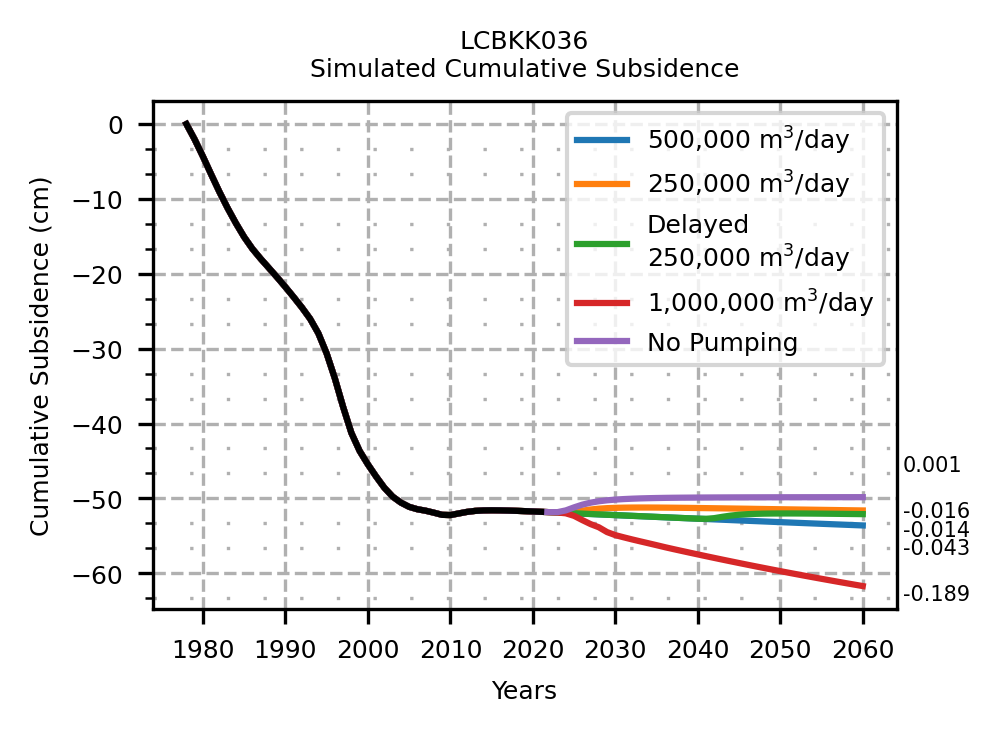 LCBKK036
Simulated Cumulative Subsidence
Cumulative Subsidence (cm)
0
−10
−20
−30
−40
−50
−60
500,000 m³/day
250,000 m³/day
Delayed
250,000 m³/day
1,000,000 m³/day
No Pumping
0.001
-0.016
-0.014
-0.043
-0.189
1980 1990 2000 2010 2020 2030 2040 2050 2060
Years